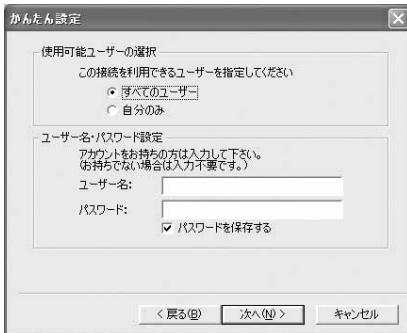 かんたん設定
使用可能ユーザーの選択
この接続を利用できるユーザーを指定してください
すべてのユーザー
自分のみ
ユーザー名・パスワード設定
アカウントをお持ちの方は入力して下さい。
(お持ちでない場合は入力不要です。)
ユーザー名:
パスワード:
パスワードを保存する
< 戻る(B) 次へ(N) > キャンセル